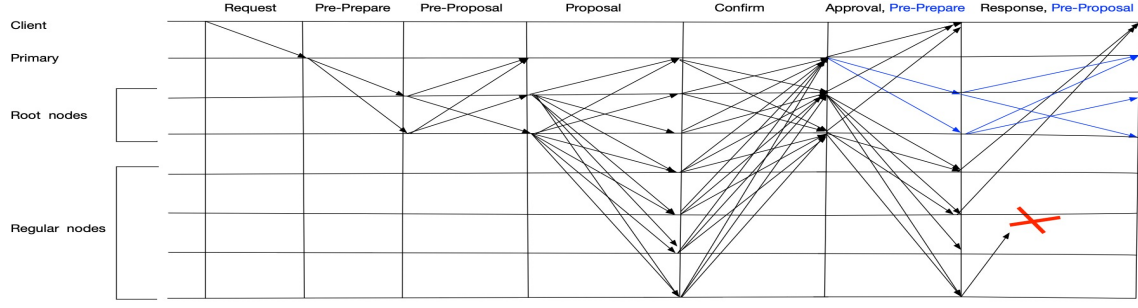 Request Pre-Prepare Pre-Proposal Proposal Confirm Approval, Pre-Prepare Response, Pre-Proposal
Client
Primary
Root nodes
Regular nodes